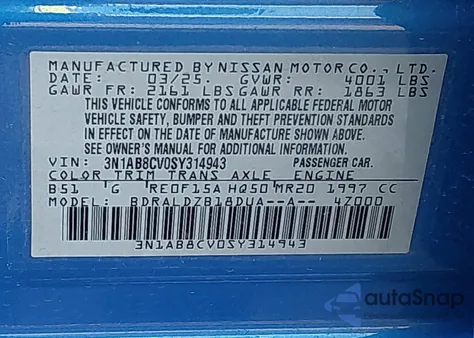 MANUFACTURED BY NISSAN MOTOR CO., LTD.
DATE: 03/25. GVWR: 4001 LBS
GAWR FR: 2161 LBS GAWR RR: 1863 LBS
THIS VEHICLE CONFORMS TO ALL APPLICABLE FEDERAL MOTOR
VEHICLE SAFETY, BUMPER AND THEFT PREVENTION STANDARDS
IN EFFECT ON THE DATE OF MANUFACTURE SHOWN ABOVE.
SEE OWNER'S MANUAL FOR ADDITIONAL INFORMATION.
VIN: 3N1AB8CV0SY314943 PASSENGER CAR.
COLOR TRIM TRANS AXLE ENGINE
B51 G RE0F15A HQ50 MR20 1997 CC
MODEL: BDRALDZB18DUA--A-- 4Z000
3N1AB8CV0SY314943
autoSnap